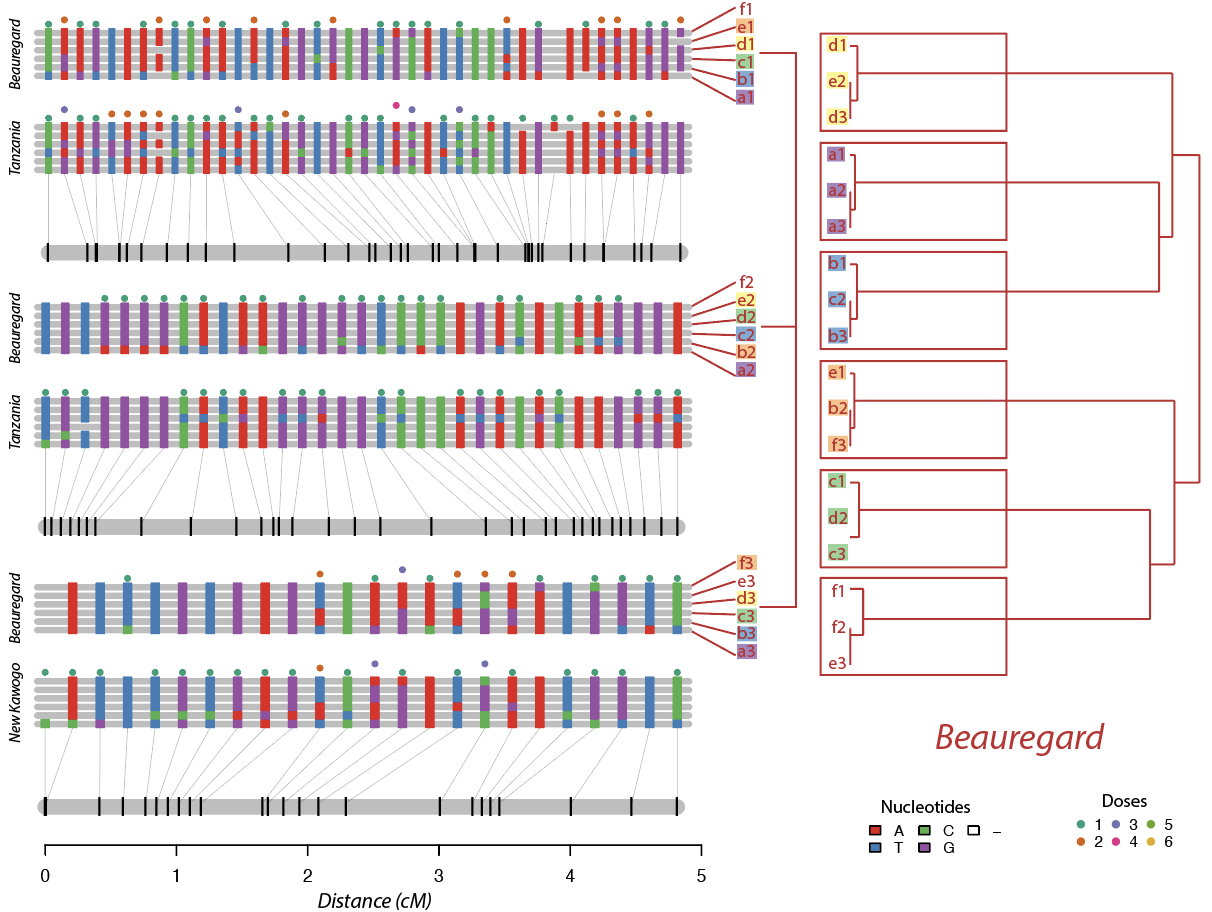 Beauregard
f1
e1
d1
c1
b1
a1
Tanzania
Beauregard
f2
e2
d2
c2
b2
a2
Tanzania
Beauregard
f3
e3
d3
c3
b3
a3
New Kawogo
0 1 2 3 4 5
Distance (cM)
d1
e2
d3
a1
a2
a3
b1
c2
b3
e1
b2
f3
c1
d2
c3
f1
f2
e3
Beauregard
Nucleotides
A C –
T G
Doses
1 3 5
2 4 6